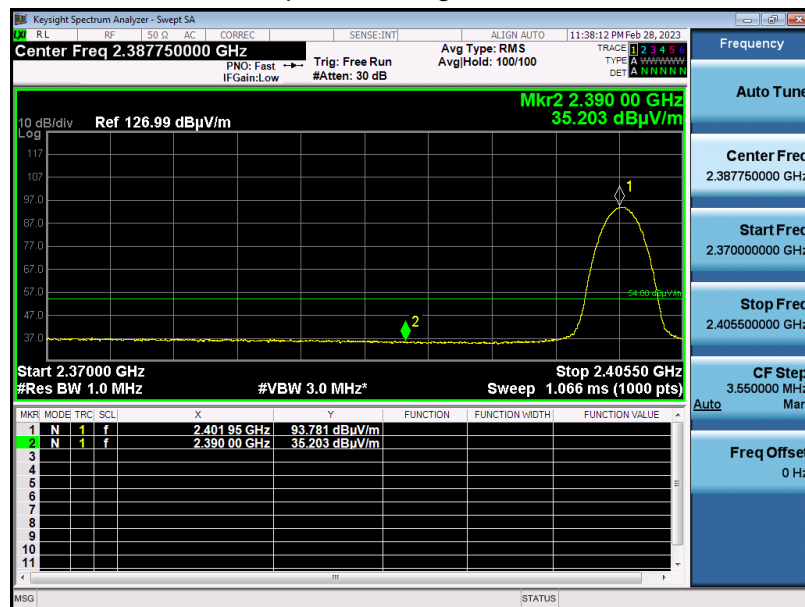 Keysight Spectrum Analyzer - Swept SA
LXI RL RF 50 Ω AC CORREC SENSE:INT ALIGN AUTO 11:38:12 PM Feb 28, 2023
Center Freq 2.387750000 GHz
PNO: Fast
IFGain:Low
Trig: Free Run
#Atten: 30 dB
Avg Type: RMS
Avg|Hold: 100/100
TRACE 1 2 3 4 5 6
TYPE A WWWWW
DET A N N N N N
Mkr2 2.390 00 GHz
35.203 dBµV/m
10 dB/div Ref 126.99 dBµV/m
Log
117
107
97.0
87.0
77.0
67.0
57.0
47.0
37.0
1
54.00 dBµV/m
2
Start 2.37000 GHz Stop 2.40550 GHz
#Res BW 1.0 MHz #VBW 3.0 MHz* Sweep 1.066 ms (1000 pts)
MKR MODE TRC SCL X Y FUNCTION FUNCTION WIDTH FUNCTION VALUE
1 N 1 f 2.401 95 GHz 93.781 dBµV/m
2 N 1 f 2.390 00 GHz 35.203 dBµV/m
3
4
5
6
7
8
9
10
11
MSG STATUS
Frequency
Auto Tune
Center Freq
2.387750000 GHz
Start Freq
2.370000000 GHz
Stop Freq
2.405500000 GHz
CF Step
3.550000 MHz
Auto Man
Freq Offset
0 Hz